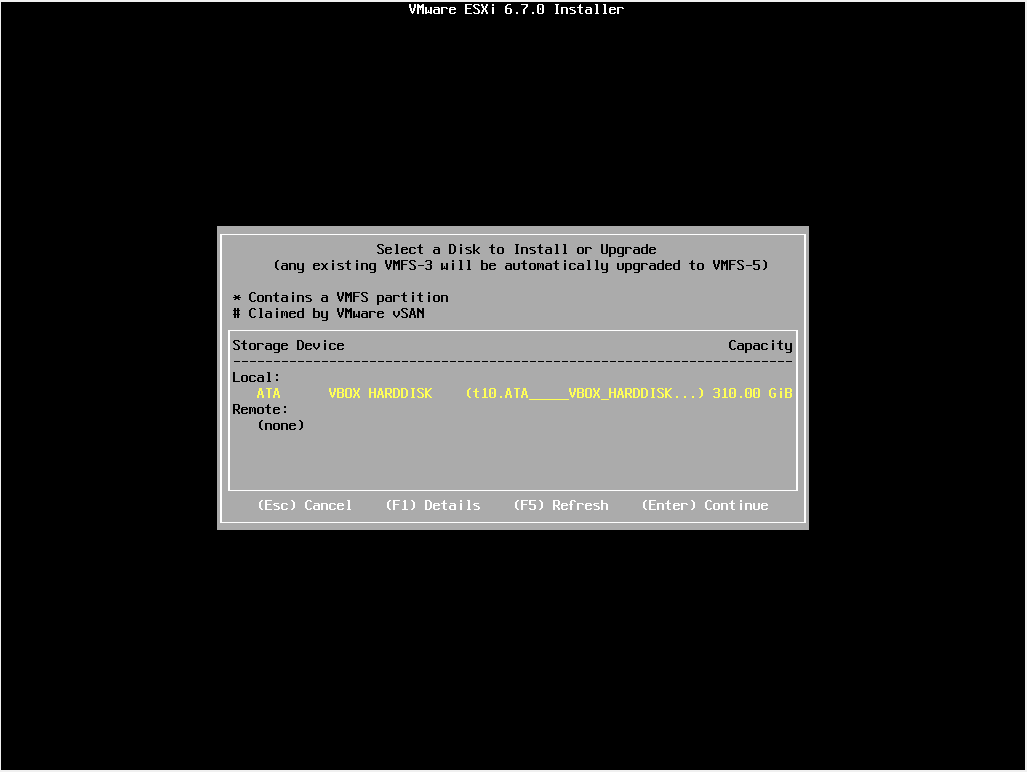 VMware ESXi 6.7.0 Installer
Select a Disk to Install or Upgrade
(any existing VMFS-3 will be automatically upgraded to VMFS-5)
* Contains a VMFS partition
# Claimed by VMware vSAN
Storage Device Capacity
----------------------------------------------------------------------
Local:
ATA VBOX HARDDISK (t10.ATA_____VBOX_HARDDISK...) 310.00 GiB
Remote:
(none)
(Esc) Cancel (F1) Details (F5) Refresh (Enter) Continue